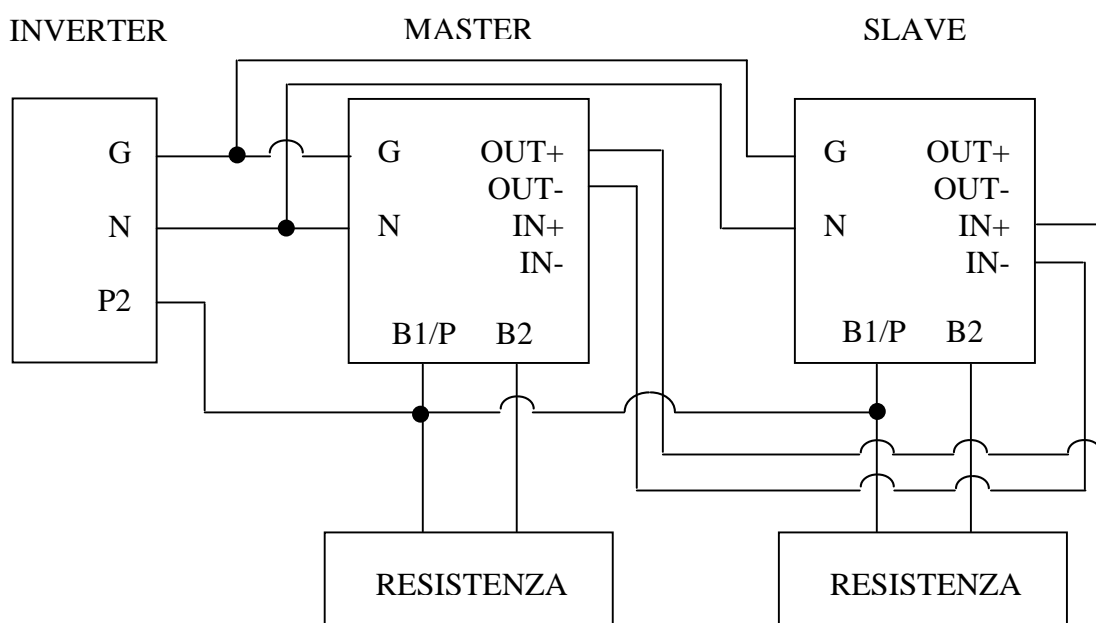 INVERTER
MASTER
SLAVE
G
N
P2
G
N
OUT+
OUT-
IN+
IN-
B1/P
B2
G
N
OUT+
OUT-
IN+
IN-
B1/P
B2
RESISTENZA
RESISTENZA